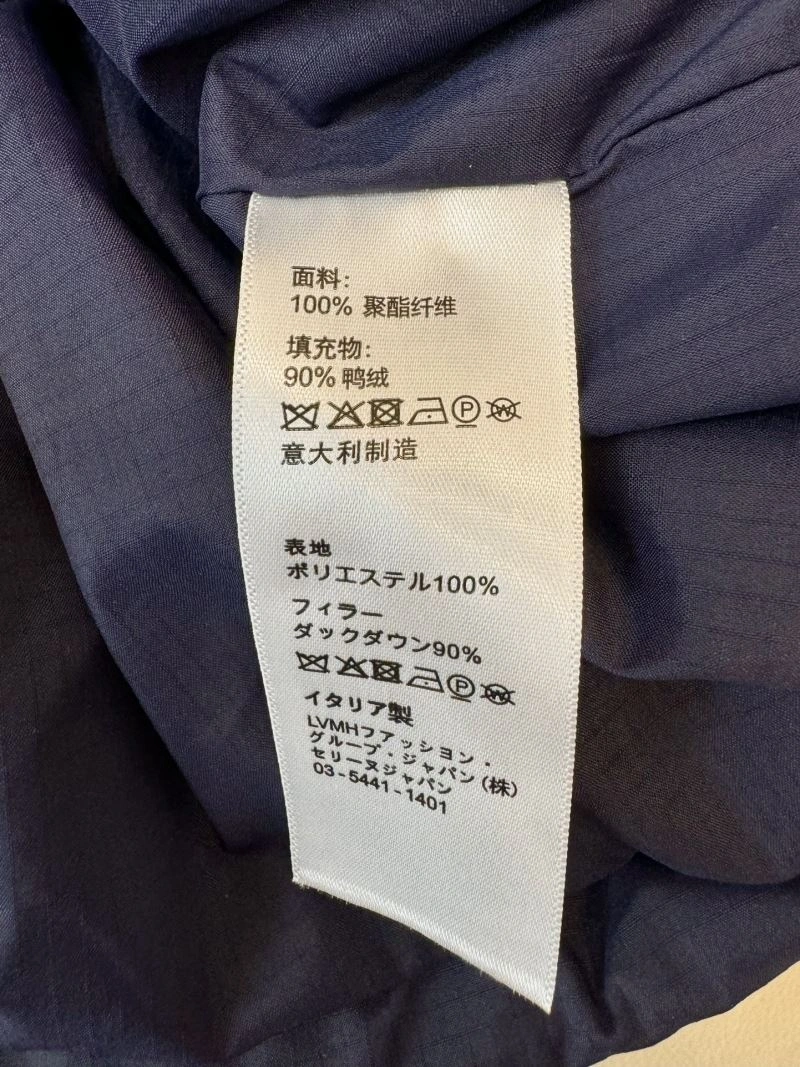 面料:
100% 聚酯纤维
填充物:
90% 鸭绒
意大利制造
表地
ポリエステル100%
フィラー
ダックダウン90%
イタリア製
LVMHファッション・
グループ・ジャパン(株)
セリーヌジャパン
03-5441-1401